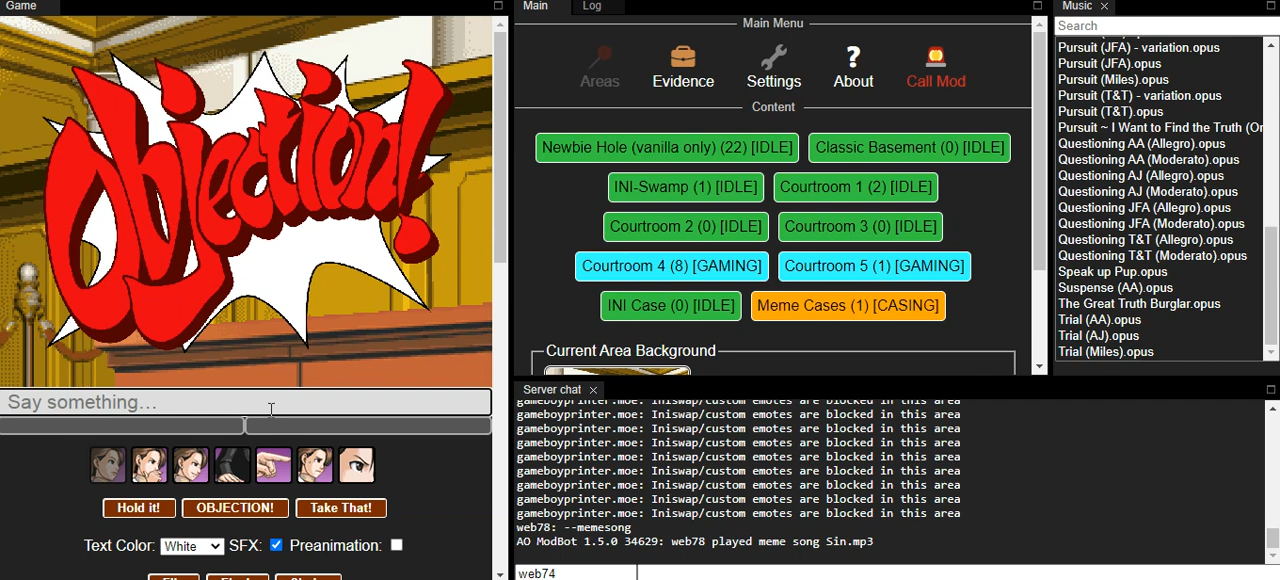 Game
Objection!
Say something...
Hold it! OBJECTION! Take That!
Text Color: White SFX: Preanimation:
Main Log
Main Menu
Areas Evidence Settings About Call Mod
Content
Newbie Hole (vanilla only) (22) [IDLE] Classic Basement (0) [IDLE]
INI-Swamp (1) [IDLE] Courtroom 1 (2) [IDLE]
Courtroom 2 (0) [IDLE] Courtroom 3 (0) [IDLE]
Courtroom 4 (8) [GAMING] Courtroom 5 (1) [GAMING]
INI Case (0) [IDLE] Meme Cases (1) [CASING]
Current Area Background
Server chat
gameboyprinter.moe: Iniswap/custom emotes are blocked in this area
gameboyprinter.moe: Iniswap/custom emotes are blocked in this area
gameboyprinter.moe: Iniswap/custom emotes are blocked in this area
gameboyprinter.moe: Iniswap/custom emotes are blocked in this area
gameboyprinter.moe: Iniswap/custom emotes are blocked in this area
gameboyprinter.moe: Iniswap/custom emotes are blocked in this area
gameboyprinter.moe: Iniswap/custom emotes are blocked in this area
gameboyprinter.moe: Iniswap/custom emotes are blocked in this area
gameboyprinter.moe: Iniswap/custom emotes are blocked in this area
web78: --memesong
AO ModBot 1.5.0 34629: web78 played meme song Sin.mp3
web74
Music
Search
Pursuit (JFA) - variation.opus
Pursuit (JFA).opus
Pursuit (Miles).opus
Pursuit (T&T) - variation.opus
Pursuit (T&T).opus
Pursuit ~ I Want to Find the Truth (Or
Questioning AA (Allegro).opus
Questioning AA (Moderato).opus
Questioning AJ (Allegro).opus
Questioning AJ (Moderato).opus
Questioning JFA (Allegro).opus
Questioning JFA (Moderato).opus
Questioning T&T (Allegro).opus
Questioning T&T (Moderato).opus
Speak up Pup.opus
Suspense (AA).opus
The Great Truth Burglar.opus
Trial (AA).opus
Trial (AJ).opus
Trial (Miles).opus